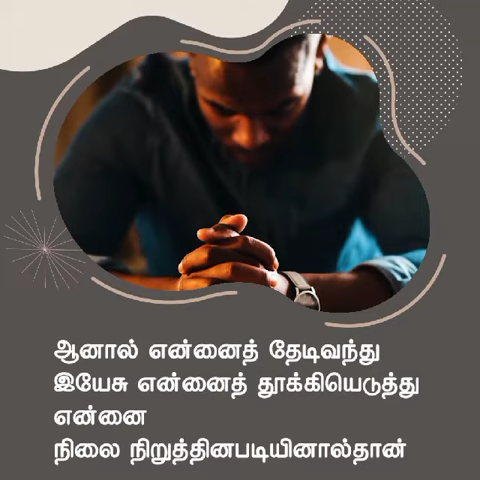 ஆனால் என்னைத் தேடிவந்து
இயேசு என்னைத் தூக்கியெடுத்து
என்னை
நிலை நிறுத்தினபடியினால்தான்